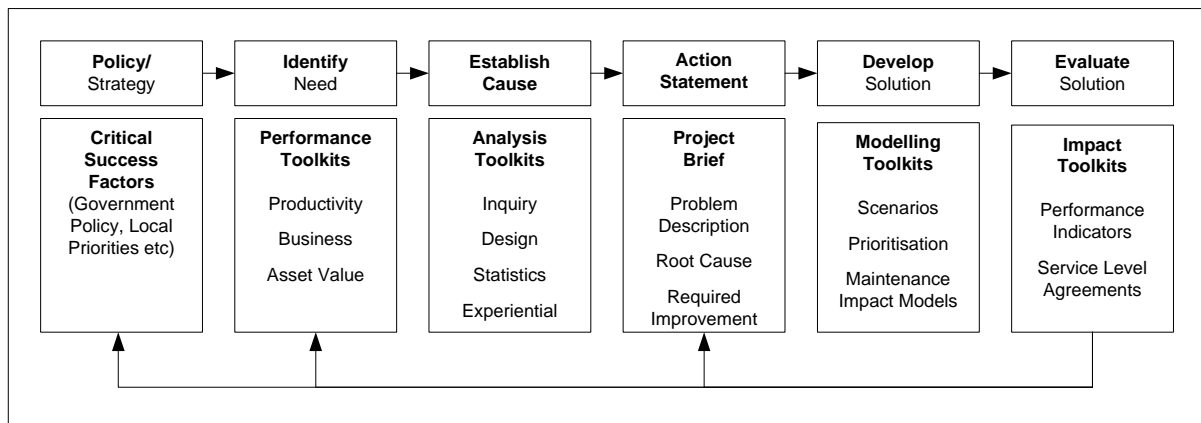 Policy/
Strategy
Identify
Need
Establish
Cause
Action
Statement
Develop
Solution
Evaluate
Solution
Critical
Success
Factors
(Government
Policy, Local
Priorities etc)
Performance
Toolkits
Productivity
Business
Asset Value
Analysis
Toolkits
Inquiry
Design
Statistics
Experiential
Project
Brief
Problem
Description
Root Cause
Required
Improvement
Modelling
Toolkits
Scenarios
Prioritisation
Maintenance
Impact Models
Impact
Toolkits
Performance
Indicators
Service Level
Agreements